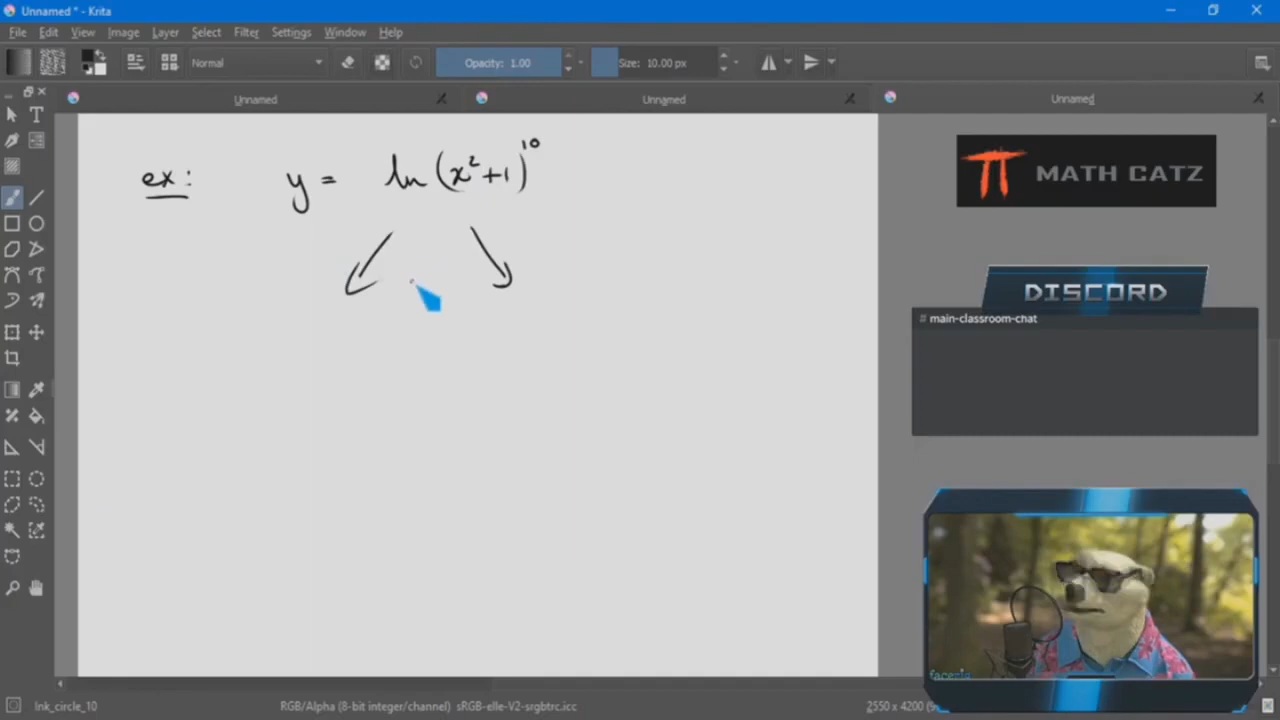 Unnamed * - Krita
File Edit View Image Layer Select Filter Settings Window Help
Normal Opacity: 1.00 Size: 10.00 px
Unnamed Unnamed Unnamed
ex: y = ln(x²+1)¹⁰
MATH CATZ
DISCORD
# main-classroom-chat
Ink_circle_10 RGB/Alpha (8-bit integer/channel) sRGB-elle-V2-srgbtrc.icc 2550 x 4200